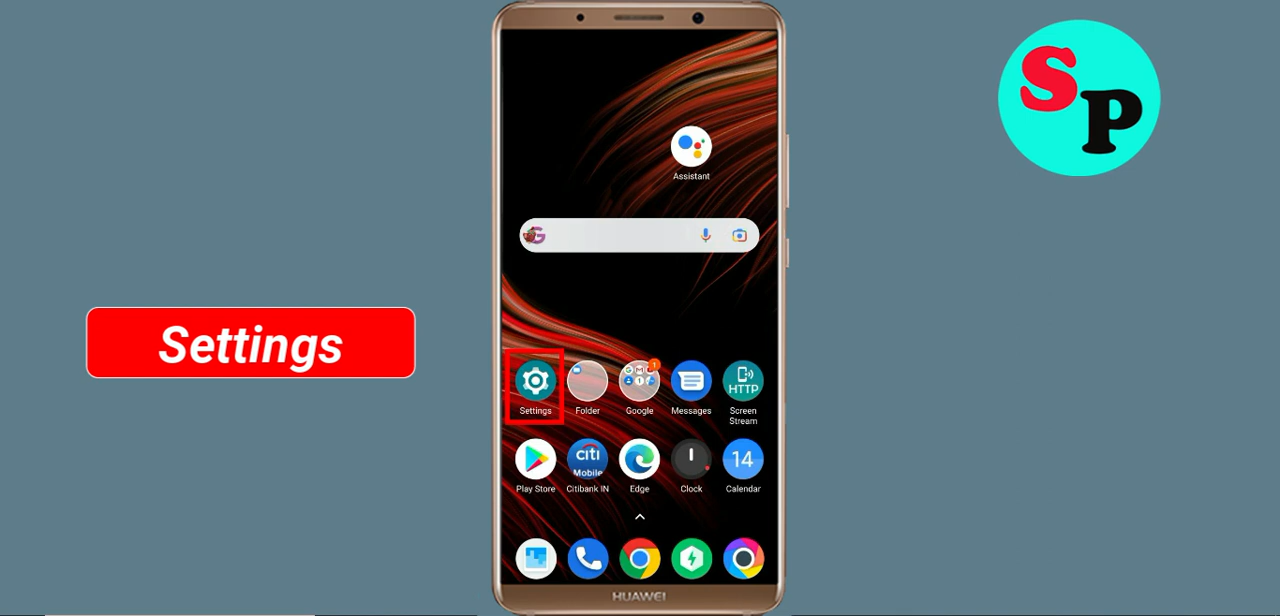 SP
Assistant
G
Settings
1
HTTP
Settings
Folder
Google
Messages
Screen
Stream
citi
Mobile
14
Play Store
Citibank IN
Edge
Clock
Calendar
HUAWEI